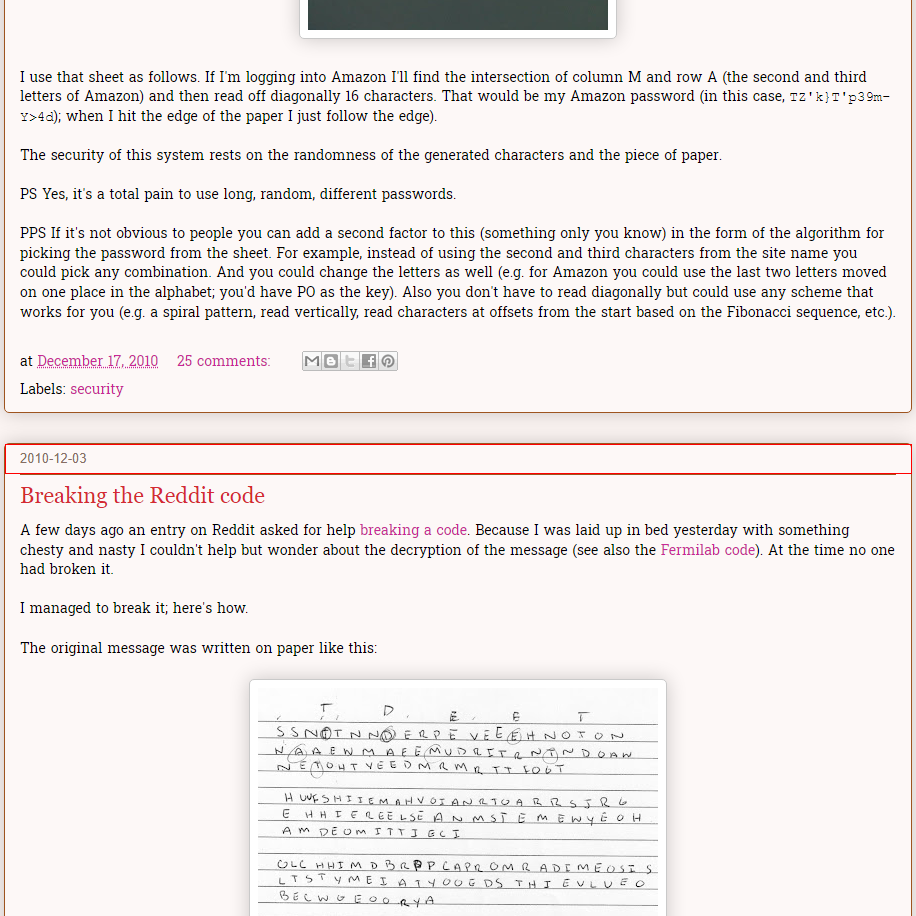 I use that sheet as follows. If I'm logging into Amazon I'll find the intersection of column M and row A (the second and third
letters of Amazon) and then read off diagonally 16 characters. That would be my Amazon password (in this case, TZ'k}T'p39m-
Y>4d); when I hit the edge of the paper I just follow the edge).
The security of this system rests on the randomness of the generated characters and the piece of paper.
PS Yes, it's a total pain to use long, random, different passwords.
PPS If it's not obvious to people you can add a second factor to this (something only you know) in the form of the algorithm for
picking the password from the sheet. For example, instead of using the second and third characters from the site name you
could pick any combination. And you could change the letters as well (e.g. for Amazon you could use the last two letters moved
on one place in the alphabet; you'd have PO as the key). Also you don't have to read diagonally but could use any scheme that
works for you (e.g. a spiral pattern, read vertically, read characters at offsets from the start based on the Fibonacci sequence, etc.).
at December 17, 2010 25 comments:
Labels: security
2010-12-03
Breaking the Reddit code
A few days ago an entry on Reddit asked for help breaking a code. Because I was laid up in bed yesterday with something
chesty and nasty I couldn't help but wonder about the decryption of the message (see also the Fermilab code). At the time no one
had broken it.
I managed to break it; here's how.
The original message was written on paper like this:
T D E E T
S S N T T N N O E R P E V E E E H N O T O N
N A A E W M A E E M U D R I T R N T N D O A W
N E T O H T V E E D M R M R T T
E H H I E R E E L S E A N M S T E M E W Y E O H
A M D E O M I T T I E C I
L T S T Y M E I A T Y O O G D S T H I E V L V E O
B E C W G E O O R Y A